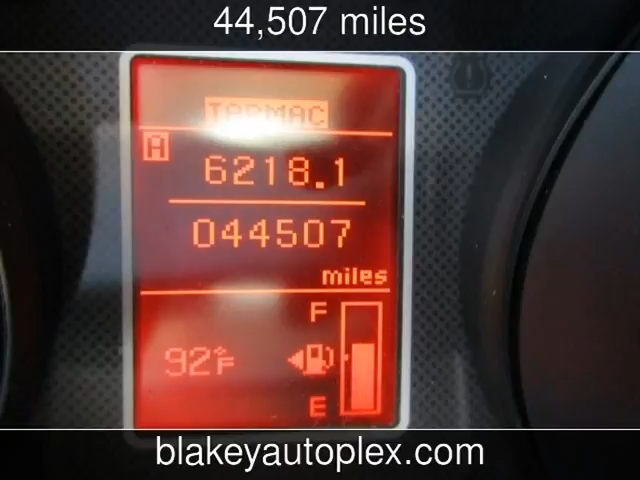 44,507 miles
TARMAC
A
6218.1
044507
miles
F
92°F
E
blakeyautoplex.com